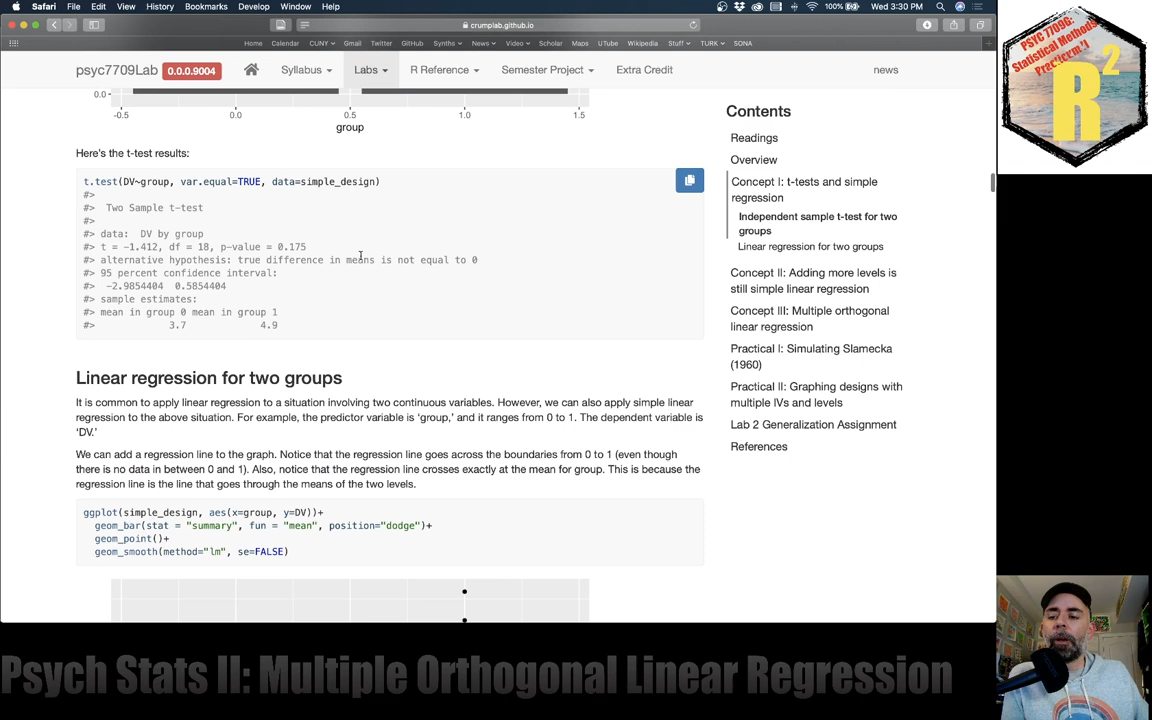 Safari File Edit View History Bookmarks Develop Window Help
100% Wed 3:30 PM
crumplab.github.io
Home Calendar CUNY Gmail Twitter GitHub Synths News Video Scholar Maps UTube Wikipedia Stuff TURK SONA
psyc7709Lab 0.0.0.9004 Syllabus Labs R Reference Semester Project Extra Credit news
0.0-
-0.5 0.0 0.5 1.0 1.5
group
Here's the t-test results:
t.test(DV~group, var.equal=TRUE, data=simple_design)
#>
#> Two Sample t-test
#>
#> data: DV by group
#> t = -1.412, df = 18, p-value = 0.175
#> alternative hypothesis: true difference in means is not equal to 0
#> 95 percent confidence interval:
#> -2.9854404 0.5854404
#> sample estimates:
#> mean in group 0 mean in group 1
#> 3.7 4.9
Linear regression for two groups
It is common to apply linear regression to a situation involving two continuous variables. However, we can also apply simple linear
regression to the above situation. For example, the predictor variable is 'group,' and it ranges from 0 to 1. The dependent variable is
'DV.'
We can add a regression line to the graph. Notice that the regression line goes across the boundaries from 0 to 1 (even though
there is no data in between 0 and 1). Also, notice that the regression line crosses exactly at the mean for group. This is because the
regression line is the line that goes through the means of the two levels.
ggplot(simple_design, aes(x=group, y=DV))+
geom_bar(stat = "summary", fun = "mean", position="dodge")+
geom_point()+
geom_smooth(method="lm", se=FALSE)
Contents
Readings
Overview
Concept I: t-tests and simple
regression
Independent sample t-test for two
groups
Linear regression for two groups
Concept II: Adding more levels is
still simple linear regression
Concept III: Multiple orthogonal
linear regression
Practical I: Simulating Slamecka
(1960)
Practical II: Graphing designs with
multiple IVs and levels
Lab 2 Generalization Assignment
References
PSYC 7709G:
Statistical Methods
Practicum I
R2
Psych Stats II: Multiple Orthogonal Linear Regression